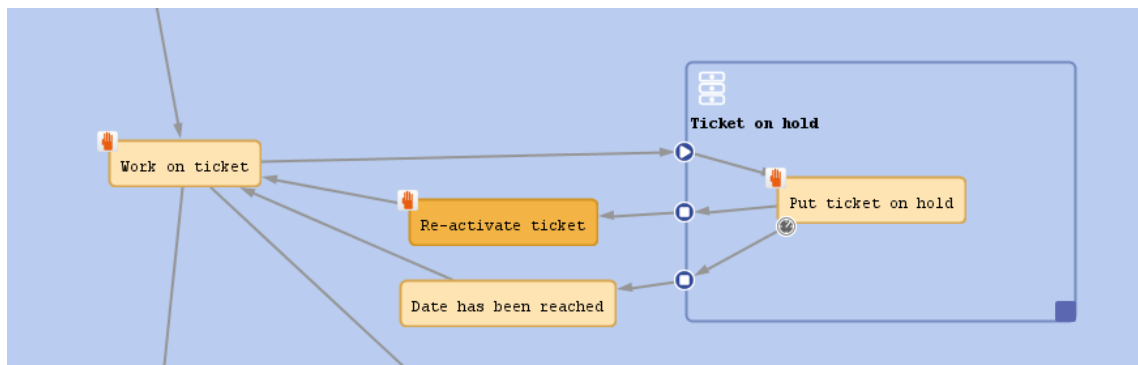 Ticket on hold
Work on ticket
Put ticket on hold
Re-activate ticket
Date has been reached